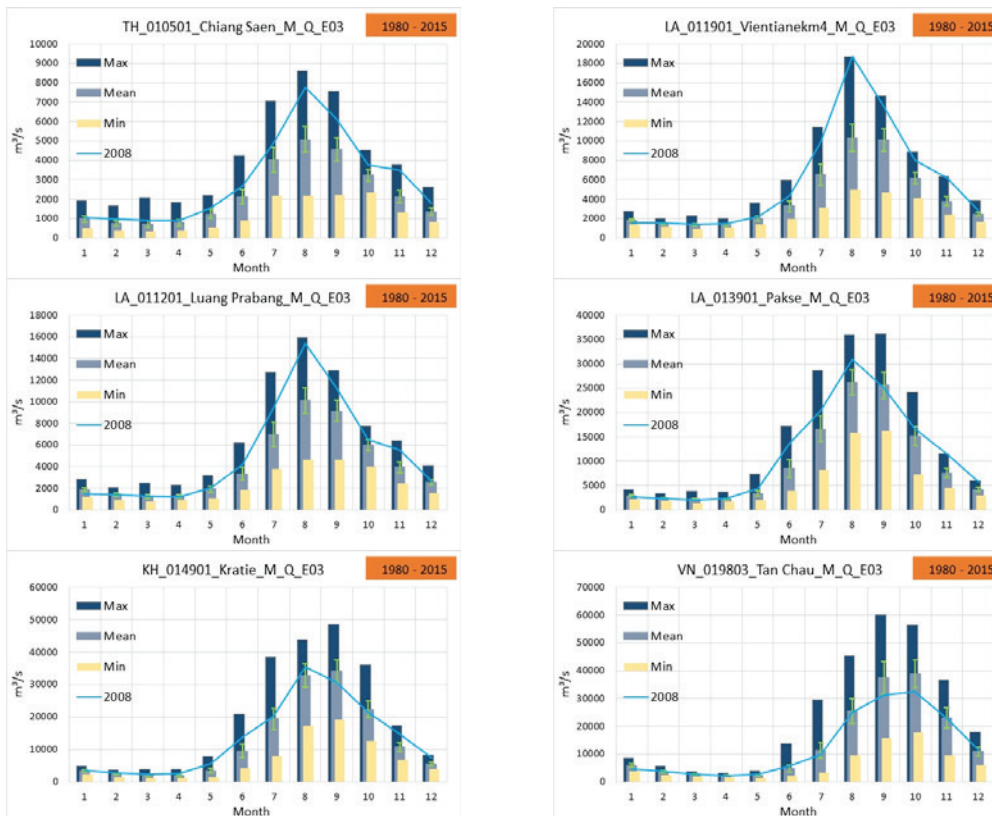 TH_010501_Chiang Saen_M_Q_E03
1980 - 2015
10000
9000
8000
7000
6000
5000
4000
3000
2000
1000
0
m³/s
Max
Mean
Min
2008
1 2 3 4 5 6 7 8 9 10 11 12
Month
LA_011901_Vientianekm4_M_Q_E03
1980 - 2015
20000
18000
16000
14000
12000
10000
8000
6000
4000
2000
0
m³/s
Max
Mean
Min
2008
1 2 3 4 5 6 7 8 9 10 11 12
Month
LA_011201_Luang Prabang_M_Q_E03
1980 - 2015
18000
16000
14000
12000
10000
8000
6000
4000
2000
0
m³/s
Max
Mean
Min
2008
1 2 3 4 5 6 7 8 9 10 11 12
Month
LA_013901_Pakse_M_Q_E03
1980 - 2015
40000
35000
30000
25000
20000
15000
10000
5000
0
m³/s
Max
Mean
Min
2008
1 2 3 4 5 6 7 8 9 10 11 12
Month
KH_014901_Kratie_M_Q_E03
1980 - 2015
60000
50000
40000
30000
20000
10000
0
m³/s
Max
Mean
Min
2008
1 2 3 4 5 6 7 8 9 10 11 12
Month
VN_019803_Tan Chau_M_Q_E03
1980 - 2015
70000
60000
50000
40000
30000
20000
10000
0
m³/s
Max
Mean
Min
2008
1 2 3 4 5 6 7 8 9 10 11 12
Month